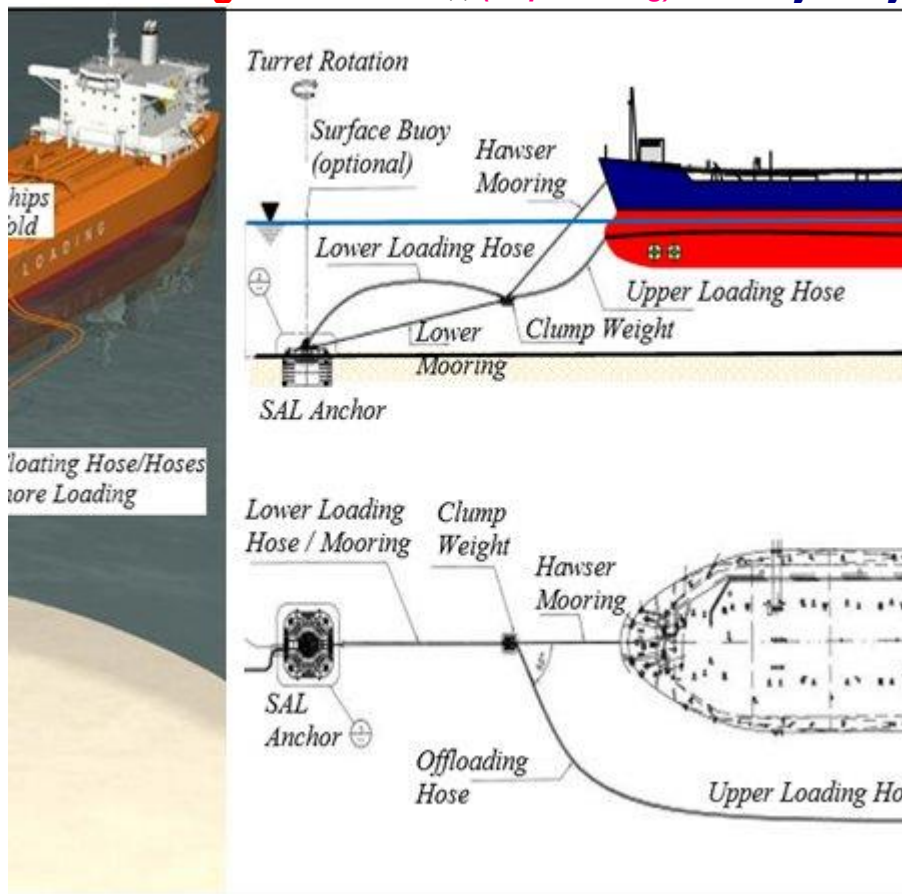 Turret Rotation
Surface Buoy
(optional)
Hawser
Mooring
Lower Loading Hose
Upper Loading Hose
Lower
Mooring
Clump Weight
SAL Anchor
LOADING
Lower Loading
Hose / Mooring
Clump
Weight
Hawser
Mooring
SAL
Anchor
Offloading
Hose
Upper Loading Ho
hips
old
loating Hose/Hoses
hore Loading